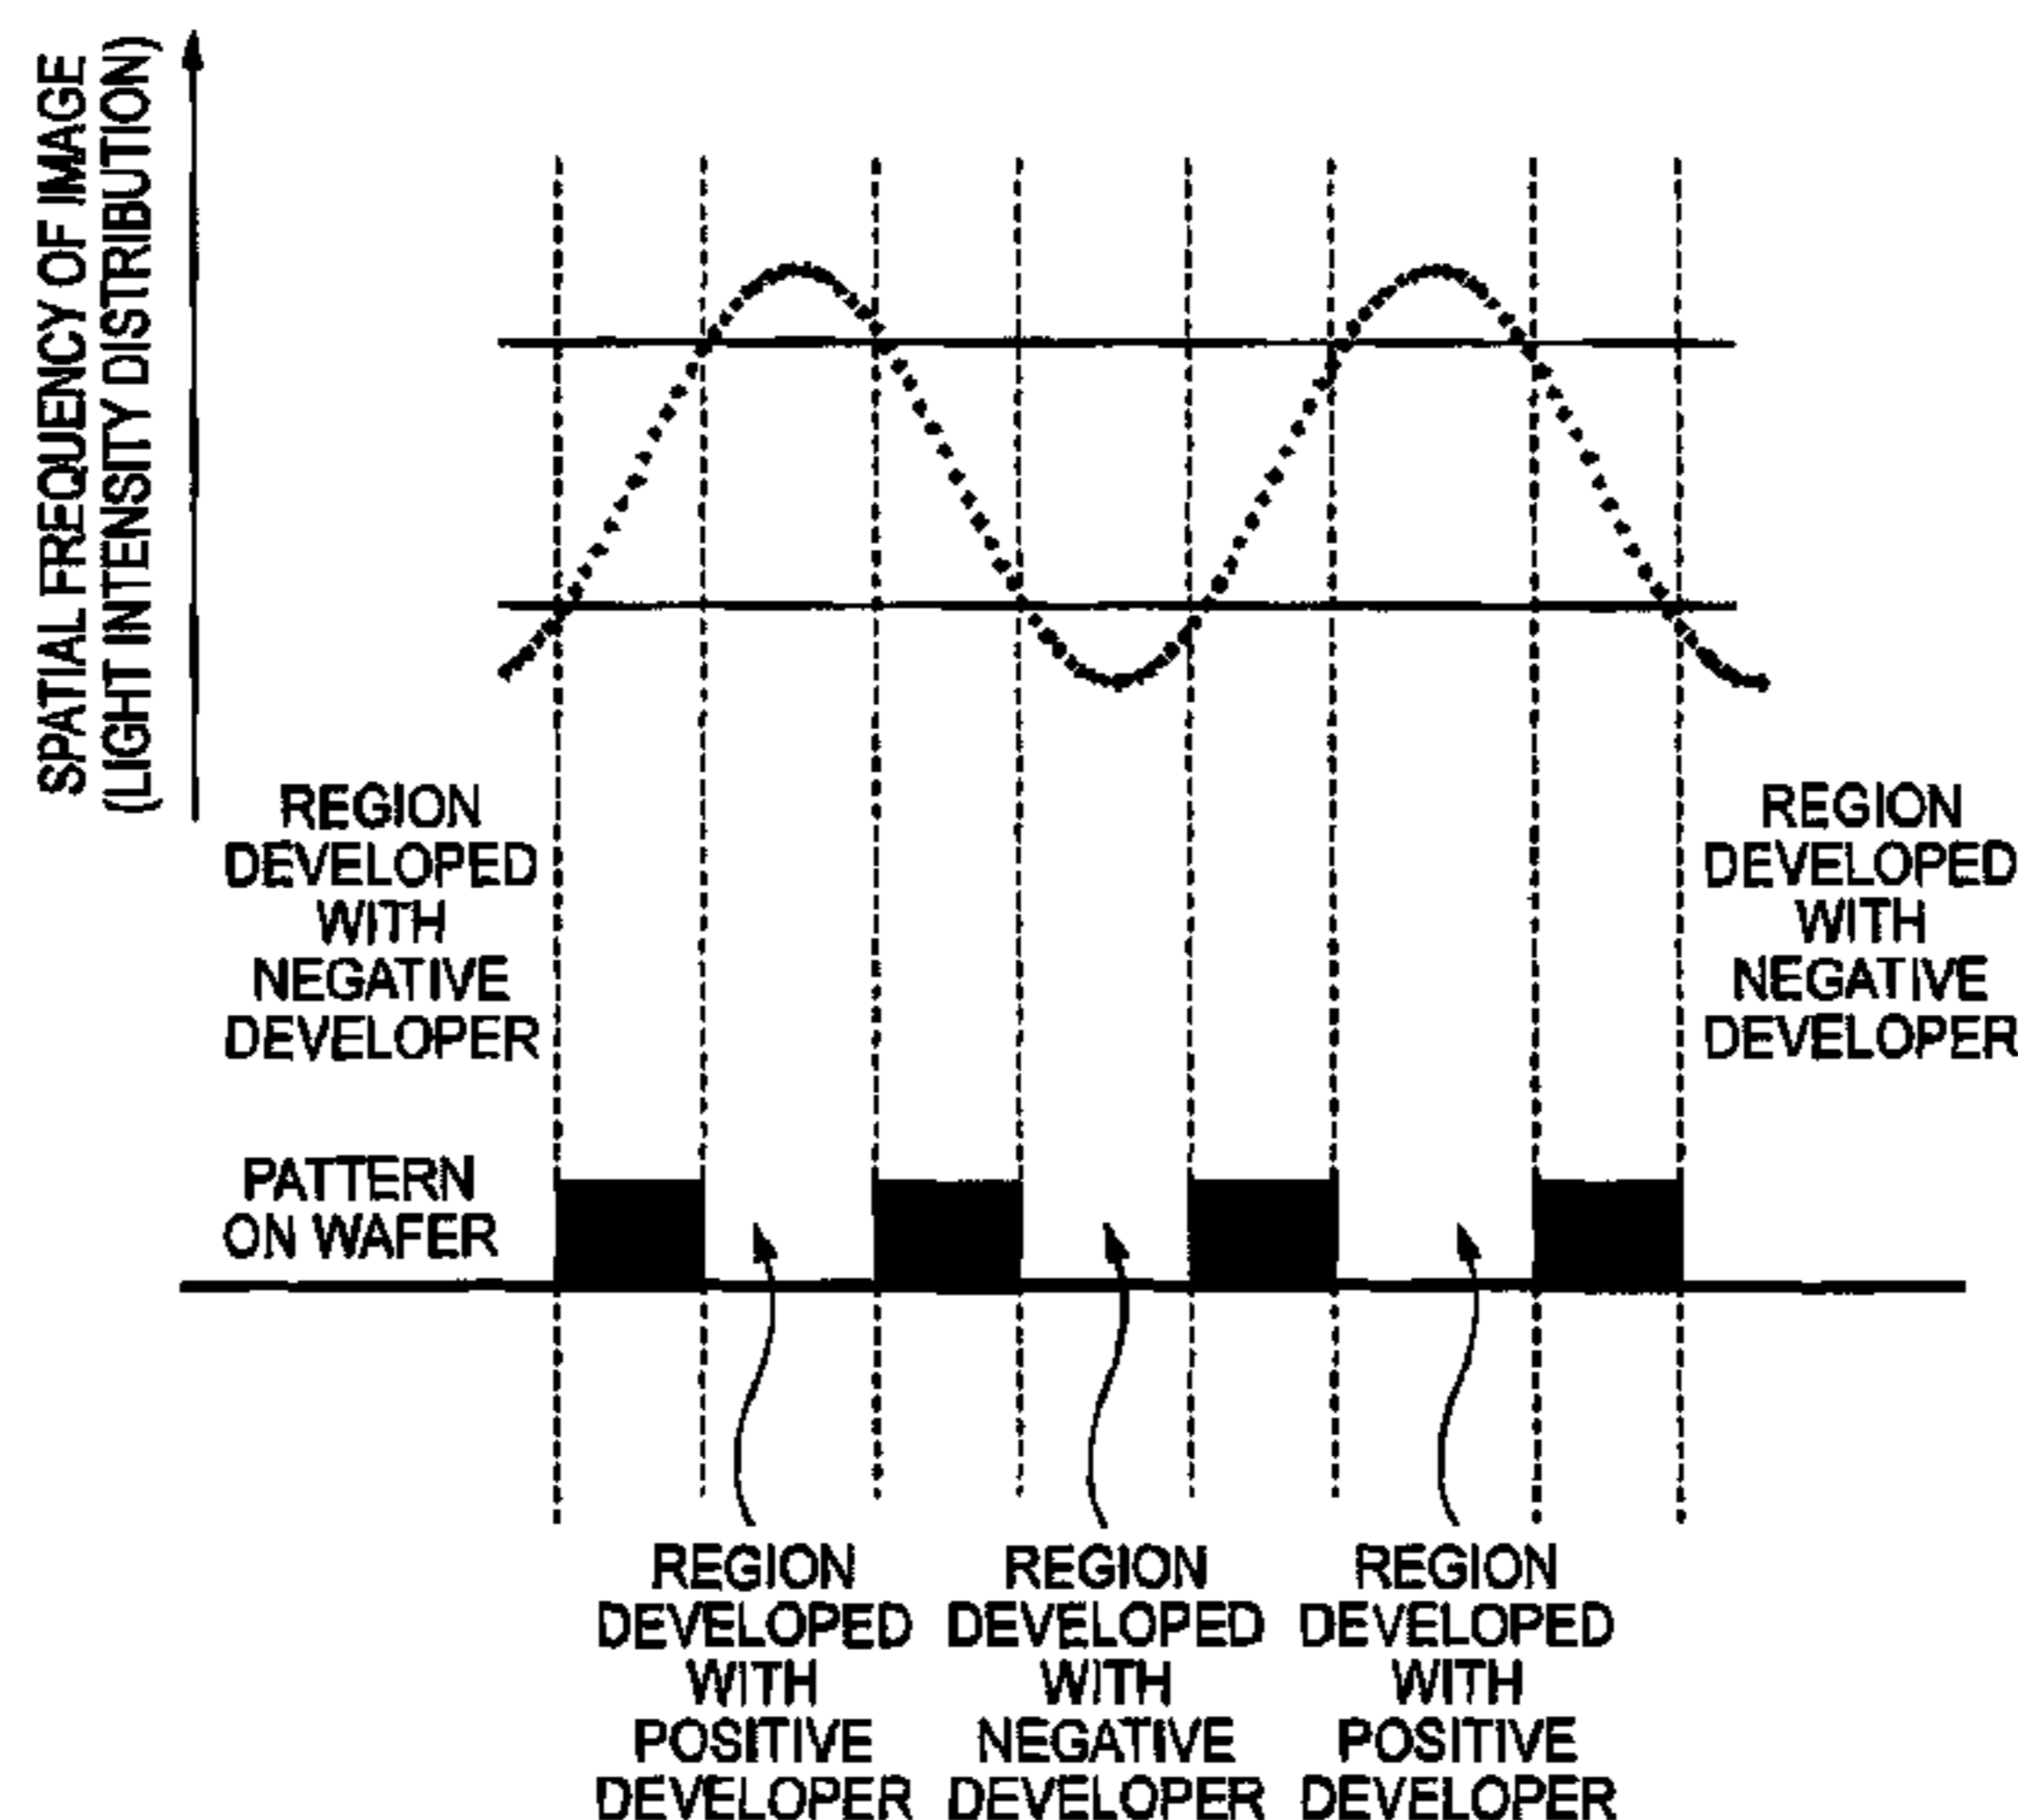 SPATIAL FREQUENCY OF IMAGE
(LIGHT INTENSITY DISTRIBUTION)
REGION
DEVELOPED
WITH
NEGATIVE
DEVELOPER
REGION
DEVELOPED
WITH
NEGATIVE
DEVELOPER
PATTERN
ON WAFER
REGION
DEVELOPED
WITH
POSITIVE
DEVELOPER
REGION
DEVELOPED
WITH
NEGATIVE
DEVELOPER
REGION
DEVELOPED
WITH
POSITIVE
DEVELOPER